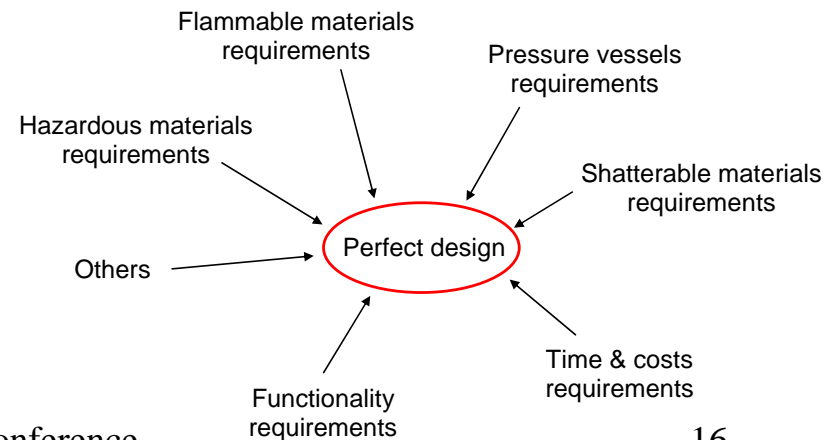 Flammable materials
requirements
Pressure vessels
requirements
Hazardous materials
requirements
Shatterable materials
requirements
Perfect design
Others
Time & costs
requirements
Functionality
requirements
16